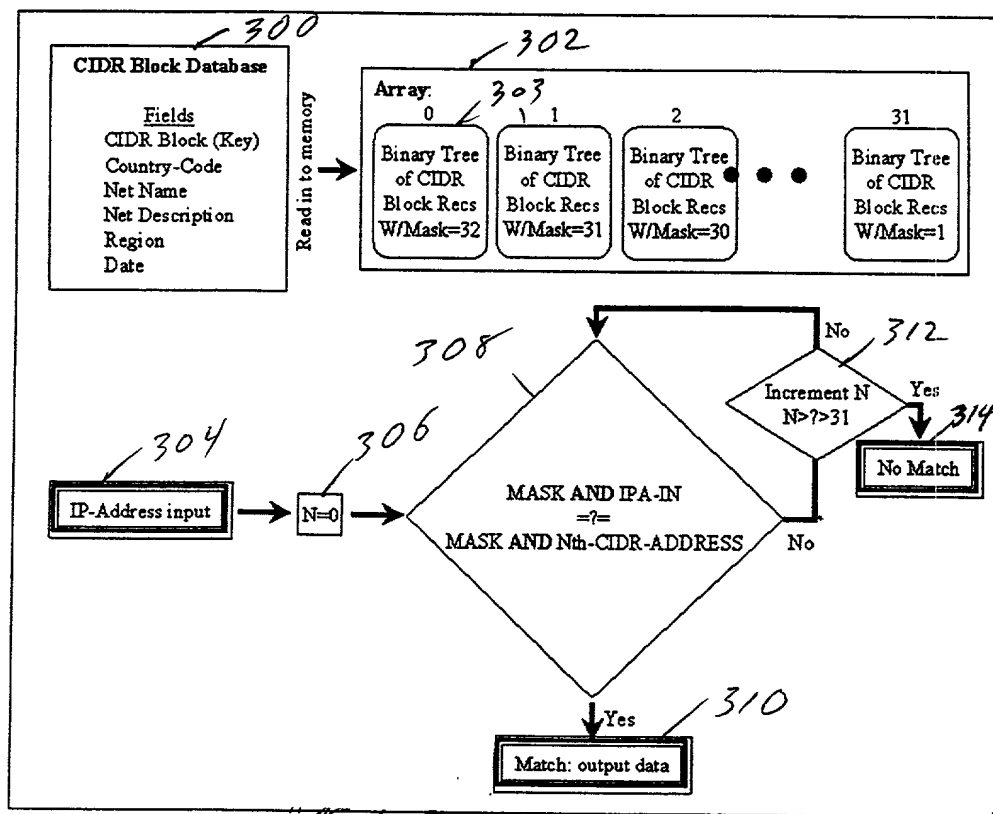 300
CIDR Block Database
Fields
CIDR Block (Key)
Country-Code
Net Name
Net Description
Region
Date
Read in to memory
302
Array:
303
0
1
2
31
Binary Tree
of CIDR
Block Recs
W/Mask=32
Binary Tree
of CIDR
Block Recs
W/Mask=31
Binary Tree
of CIDR
Block Recs
W/Mask=30
Binary Tree
of CIDR
Block Recs
W/Mask=1
308
No
312
Increment N
N>?>31
Yes
314
No Match
304
IP-Address input
306
N=0
MASK AND IPA-IN
=?=
MASK AND Nth-CIDR-ADDRESS
No
Yes
310
Match: output data